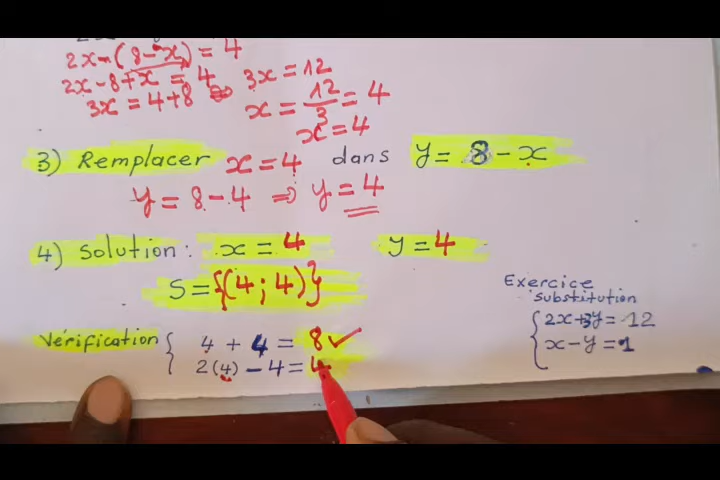 2x-(8-x) = 4
2x-8+x = 4
3x = 4+8 ⇔ 3x = 12
x = 12/3 = 4
x = 4
3) Remplacer x = 4 dans y = 8 - x
y = 8-4 ⇒ y = 4
4) Solution: x = 4 y = 4
S = {(4 ; 4)}
Vérification { 4 + 4 = 8 ✓
2(4) - 4 = 4
Exercice
substitution
{ 2x+3y = 12
x - y = 1